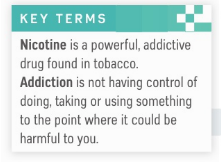 KEY TERMS
Nicotine is a powerful, addictive
drug found in tobacco.
Addiction is not having control of
doing, taking or using something
to the point where it could be
harmful to you.